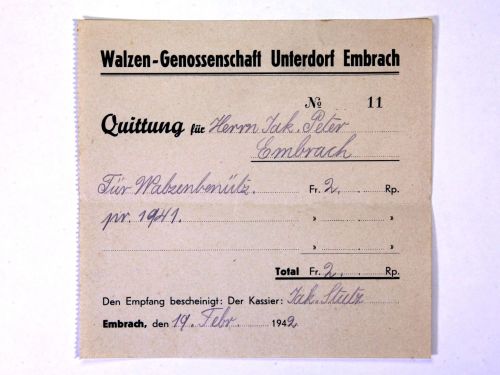 Walzen-Genossenschaft Unterdorf Embrach
№ 11
Quittung für Herrn Jak. Peter
Embrach
Für Walzenbenütz. Fr. 2. Rp.
pr. 1941. » »
» »
Total Fr. 2. Rp.
Den Empfang bescheinigt: Der Kassier: Jak. Stutz
Embrach, den 19. Febr. 1942